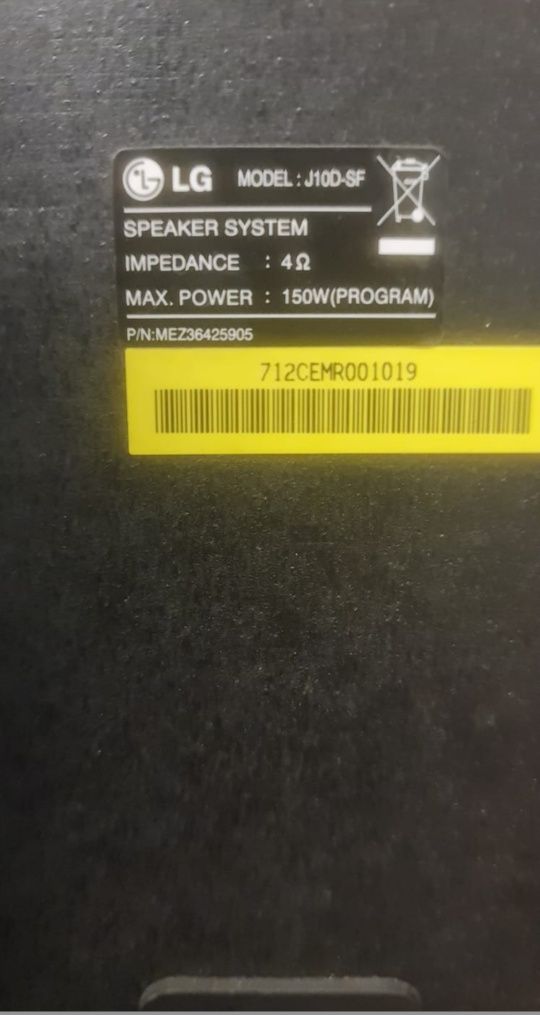 LG MODEL : J10D-SF
SPEAKER SYSTEM
IMPEDANCE : 4Ω
MAX. POWER : 150W(PROGRAM)
P/N:MEZ36425905
712CEMR001019